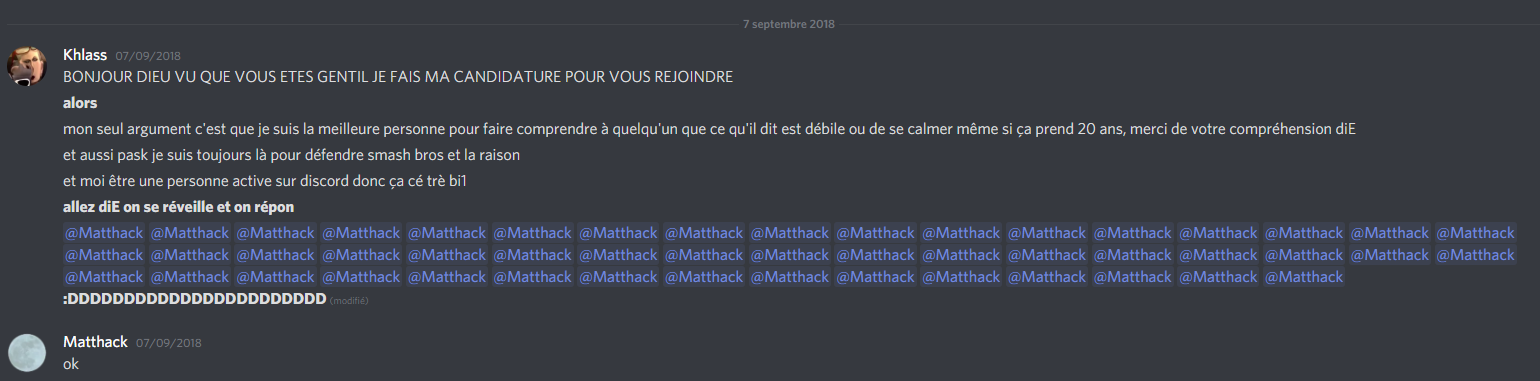 7 septembre 2018
Khlass 07/09/2018
BONJOUR DIEU VU QUE VOUS ETES GENTIL JE FAIS MA CANDIDATURE POUR VOUS REJOINDRE
alors
mon seul argument c'est que je suis la meilleure personne pour faire comprendre à quelqu'un que ce qu'il dit est débile ou de se calmer même si ça prend 20 ans, merci de votre compréhension diE
et aussi pask je suis toujours là pour défendre smash bros et la raison
et moi être une personne active sur discord donc ça cé trè bi1
allez diE on se réveille et on répon
@Matthack @Matthack @Matthack @Matthack @Matthack @Matthack @Matthack @Matthack @Matthack @Matthack @Matthack @Matthack @Matthack @Matthack @Matthack @Matthack @Matthack
@Matthack @Matthack @Matthack @Matthack @Matthack @Matthack @Matthack @Matthack @Matthack @Matthack @Matthack @Matthack @Matthack @Matthack @Matthack @Matthack @Matthack
@Matthack @Matthack @Matthack @Matthack @Matthack @Matthack @Matthack @Matthack @Matthack @Matthack @Matthack @Matthack @Matthack @Matthack @Matthack
:DDDDDDDDDDDDDDDDDDDDDDD (modifié)
Matthack 07/09/2018
ok